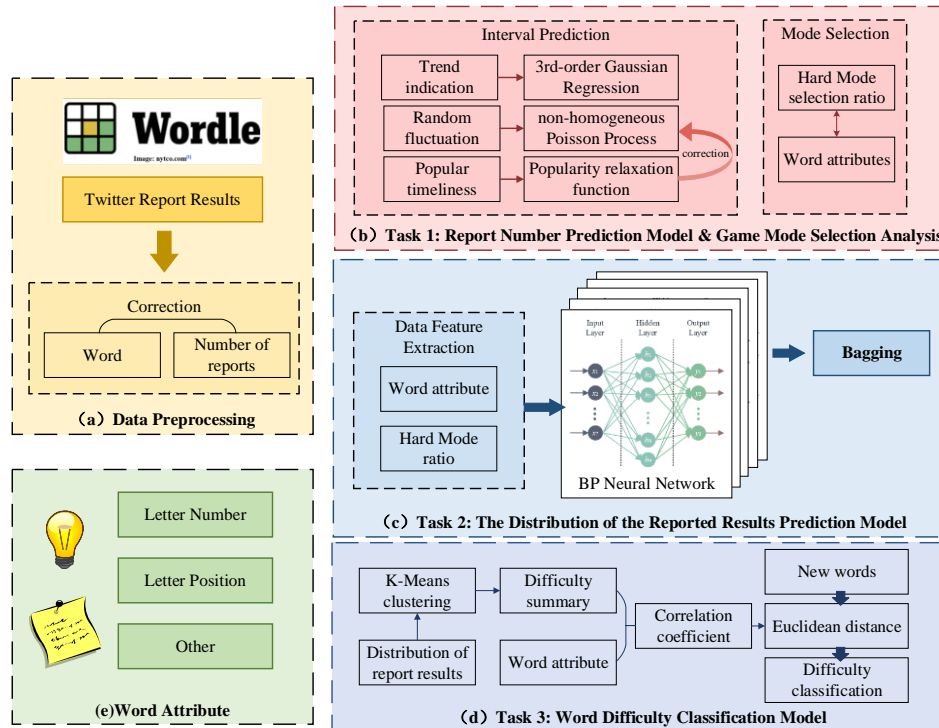 Wordle
Image: nytco.com[1]
Twitter Report Results
Correction
Word
Number of
reports
（a）Data Preprocessing
Letter Number
Letter Position
Other
(e)Word Attribute
Interval Prediction
Trend
indication
3rd-order Gaussian
Regression
Random
fluctuation
non-homogeneous
Poisson Process
Popular
timeliness
Popularity relaxation
function
correction
Mode Selection
Hard Mode
selection ratio
Word attributes
（b）Task 1: Report Number Prediction Model & Game Mode Selection Analysis
Data Feature
Extraction
Word attribute
Hard Mode
ratio
Input
Layer
Hidden
Layer
Output
Layer
BP Neural Network
Bagging
（c）Task 2: The Distribution of the Reported Results Prediction Model
K-Means
clustering
Difficulty
summary
Distribution of
report results
Word
attribute
Correlation
coefficient
New words
Euclidean distance
Difficulty
classification
（d）Task 3: Word Difficulty Classification Model